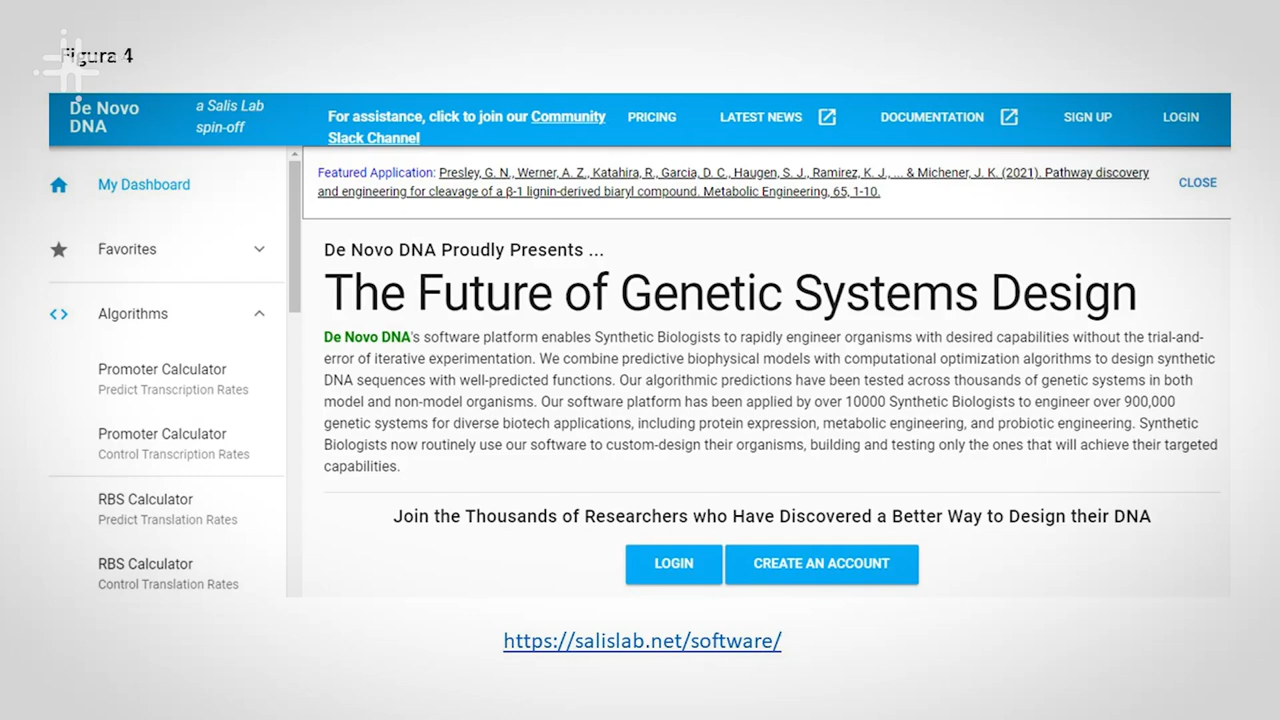 Figura 4
De Novo
DNA
a Salis Lab
spin-off
For assistance, click to join our Community
Slack Channel
PRICING
LATEST NEWS
DOCUMENTATION
SIGN UP
LOGIN
My Dashboard
Favorites
Algorithms
Promoter Calculator
Predict Transcription Rates
Promoter Calculator
Control Transcription Rates
RBS Calculator
Predict Translation Rates
RBS Calculator
Control Translation Rates
Featured Application: Presley, G. N., Werner, A. Z., Katahira, R., Garcia, D. C., Haugen, S. J., Ramirez, K. J., ... & Michener, J. K. (2021). Pathway discovery
and engineering for cleavage of a β-1 lignin-derived biaryl compound. Metabolic Engineering, 65, 1-10.
CLOSE
De Novo DNA Proudly Presents ...
The Future of Genetic Systems Design
De Novo DNA's software platform enables Synthetic Biologists to rapidly engineer organisms with desired capabilities without the trial-and-
error of iterative experimentation. We combine predictive biophysical models with computational optimization algorithms to design synthetic
DNA sequences with well-predicted functions. Our algorithmic predictions have been tested across thousands of genetic systems in both
model and non-model organisms. Our software platform has been applied by over 10000 Synthetic Biologists to engineer over 900,000
genetic systems for diverse biotech applications, including protein expression, metabolic engineering, and probiotic engineering. Synthetic
Biologists now routinely use our software to custom-design their organisms, building and testing only the ones that will achieve their targeted
capabilities.
Join the Thousands of Researchers who Have Discovered a Better Way to Design their DNA
LOGIN
CREATE AN ACCOUNT
https://salislab.net/software/